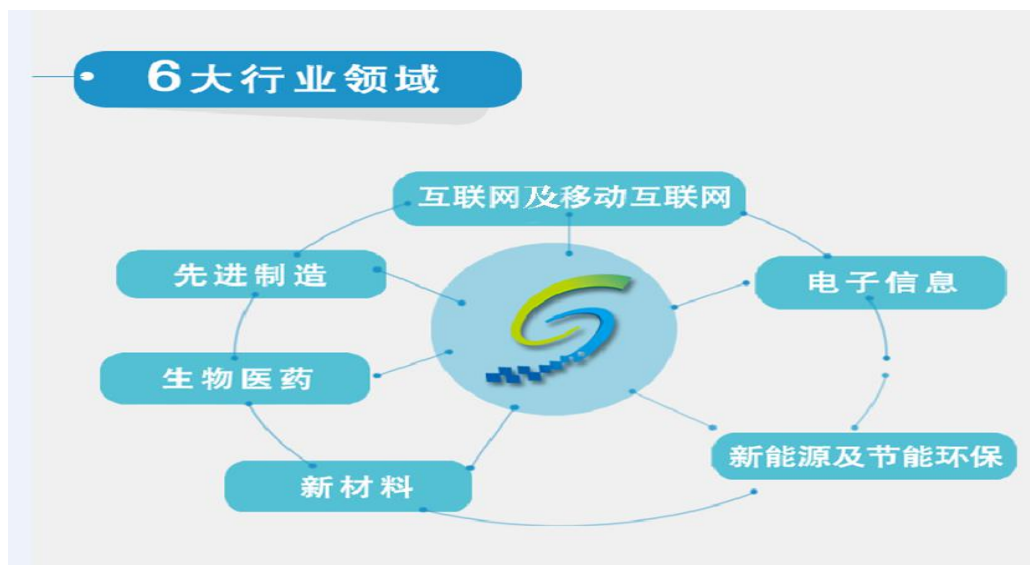 6大行业领域
互联网及移动互联网
先进制造
电子信息
生物医药
新能源及节能环保
新材料